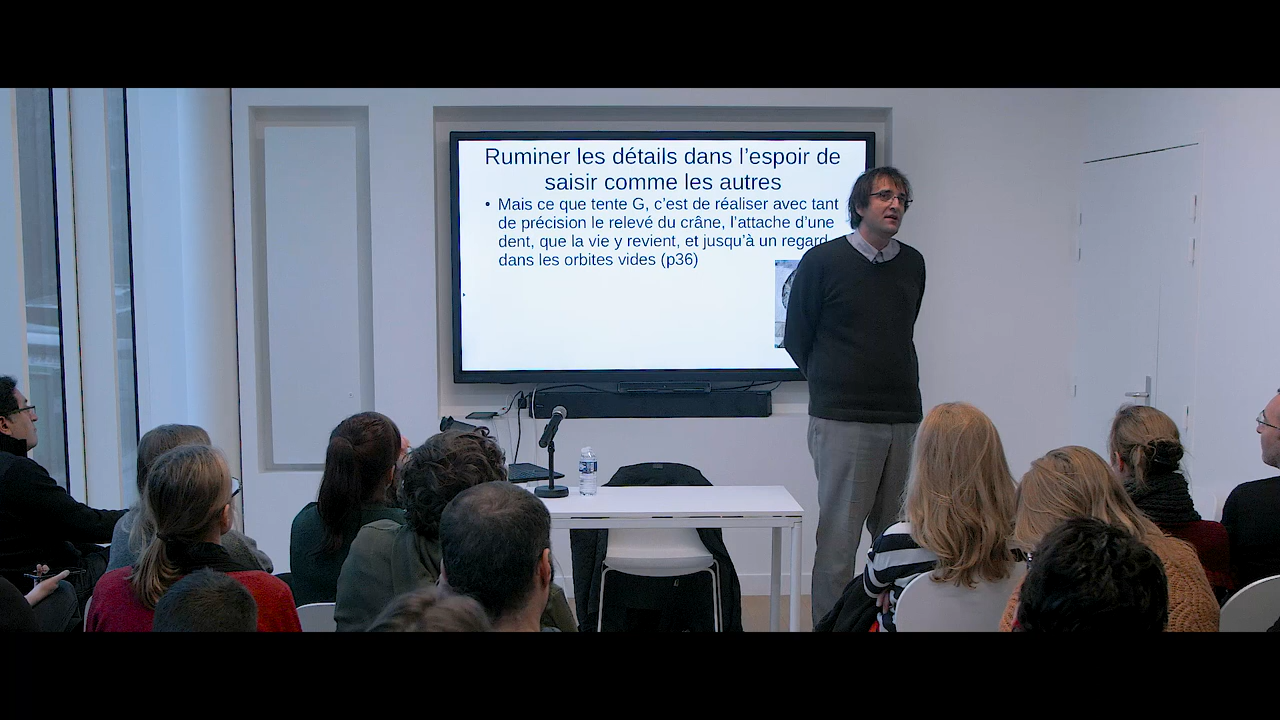 Ruminer les détails dans l’espoir de
saisir comme les autres
• Mais ce que tente G, c’est de réaliser avec tant
de précision le relevé du crâne, l’attache d’une
dent, que la vie y revient, et jusqu’à un regard
dans les orbites vides (p36)